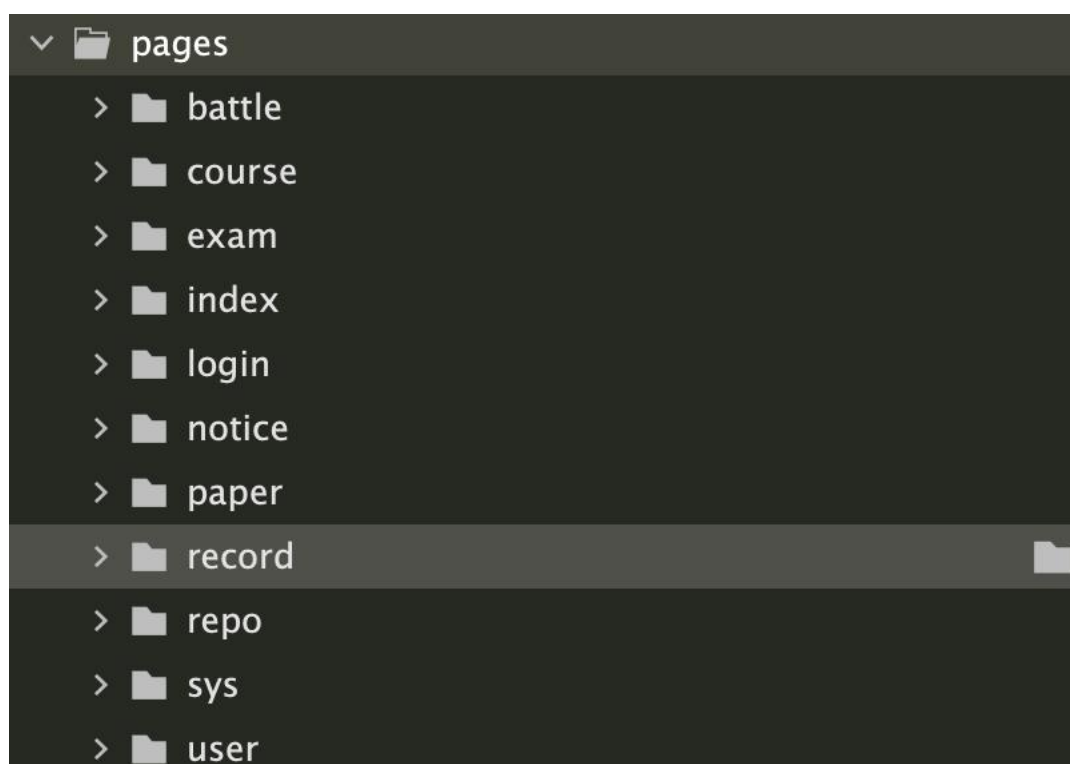 pages
battle
course
exam
index
login
notice
paper
record
repo
sys
user